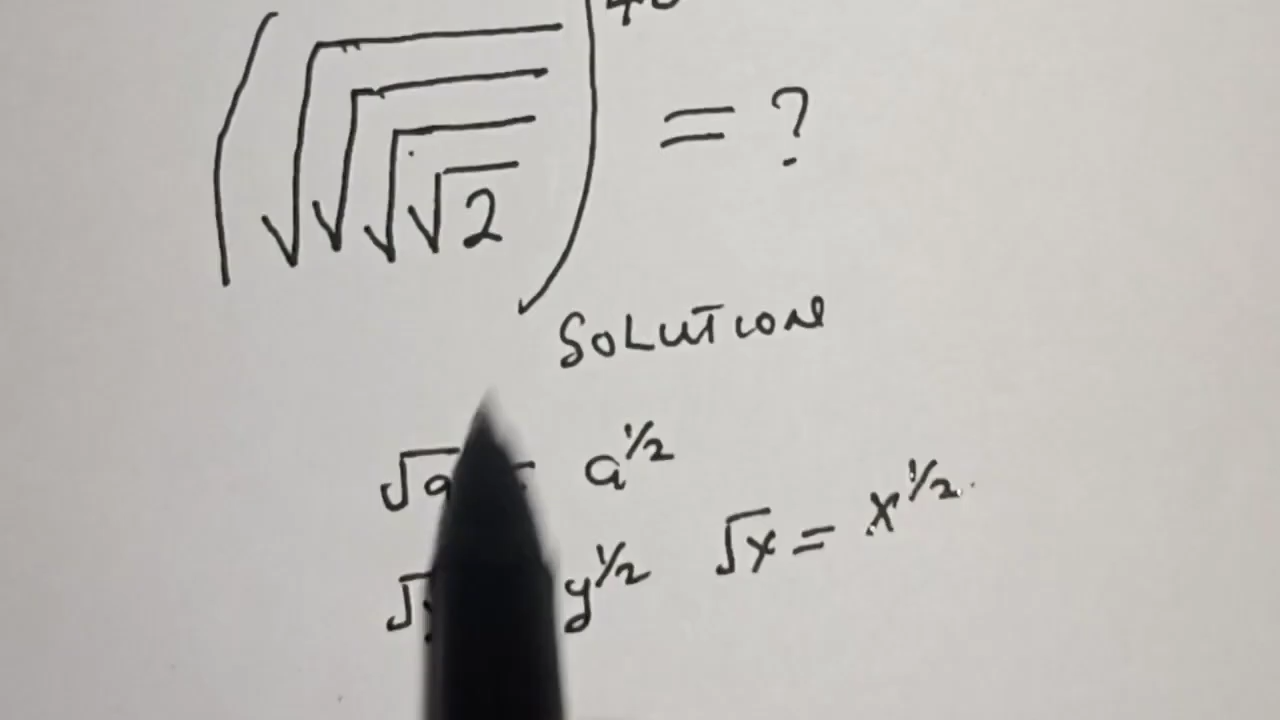 (√√√√2) = ?
SOLUTION
a^1/2
y^1/2 √x = x^1/2